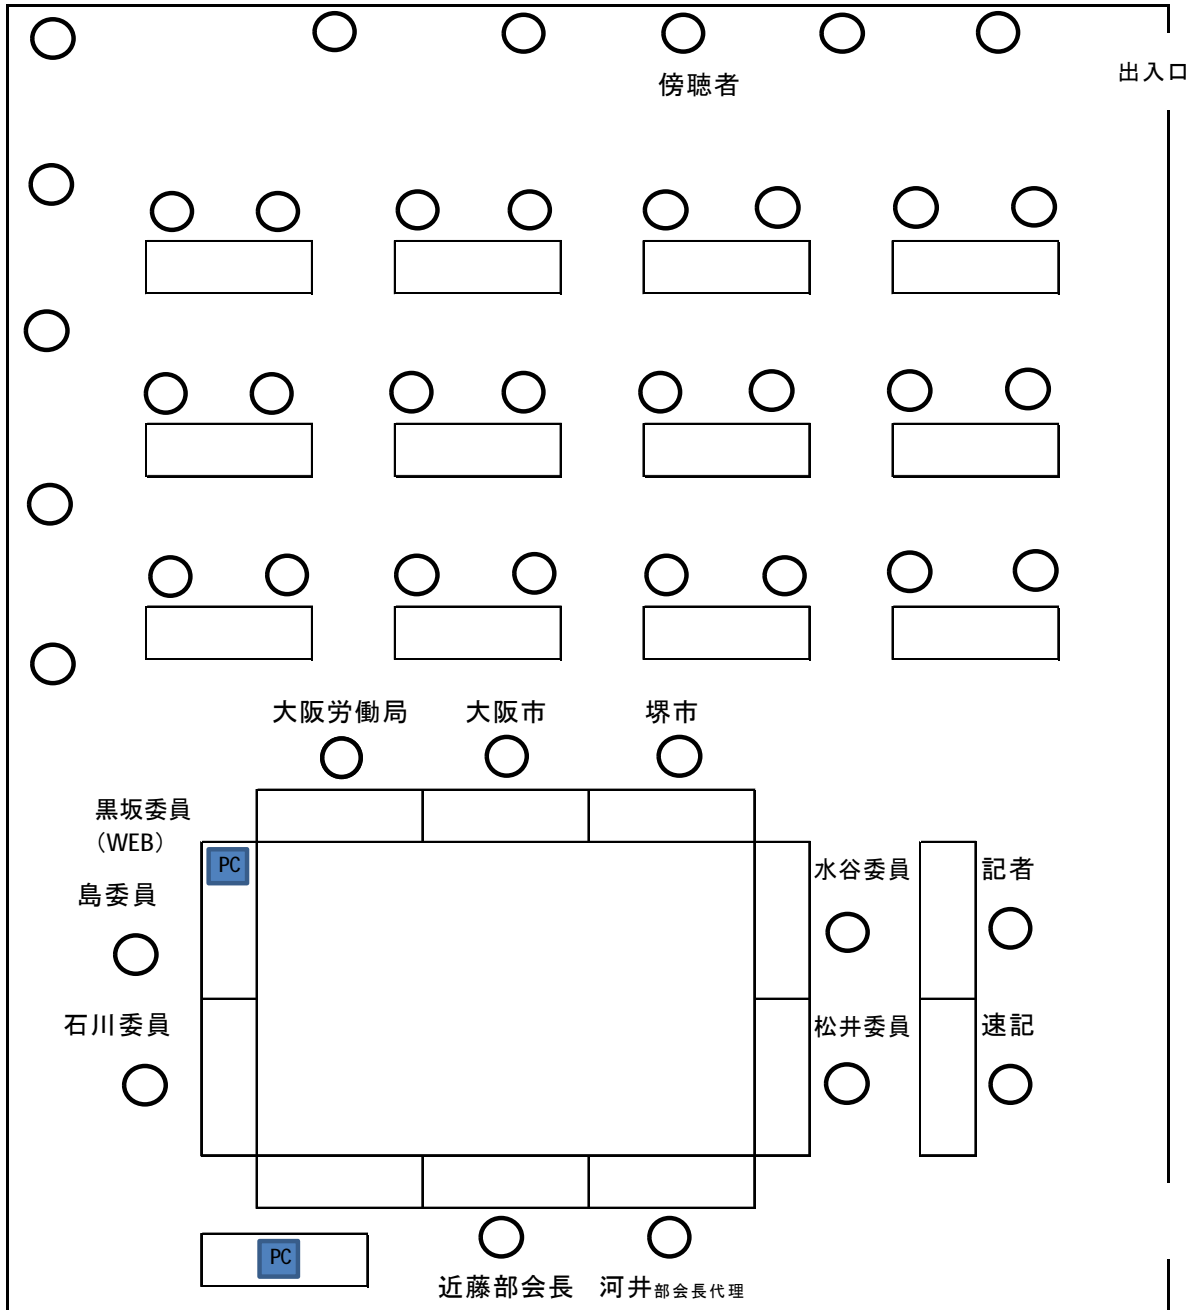 出入口
傍聴者
大阪労働局
大阪市
堺市
黒坂委員
（WEB）
PC
島委員
水谷委員
記者
石川委員
松井委員
速記
PC
近藤部会長
河井部会長代理